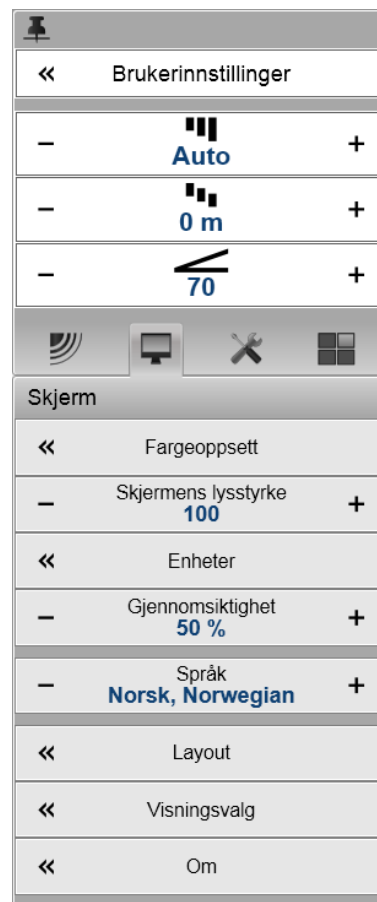 « Brukerinnstillinger
− Auto +
− 0 m +
− 70 +
Skjerm
« Fargeoppsett
Skjermens lysstyrke
− 100 +
« Enheter
Gjennomsiktighet
− 50 % +
Språk
− Norsk, Norwegian +
« Layout
« Visningsvalg
« Om